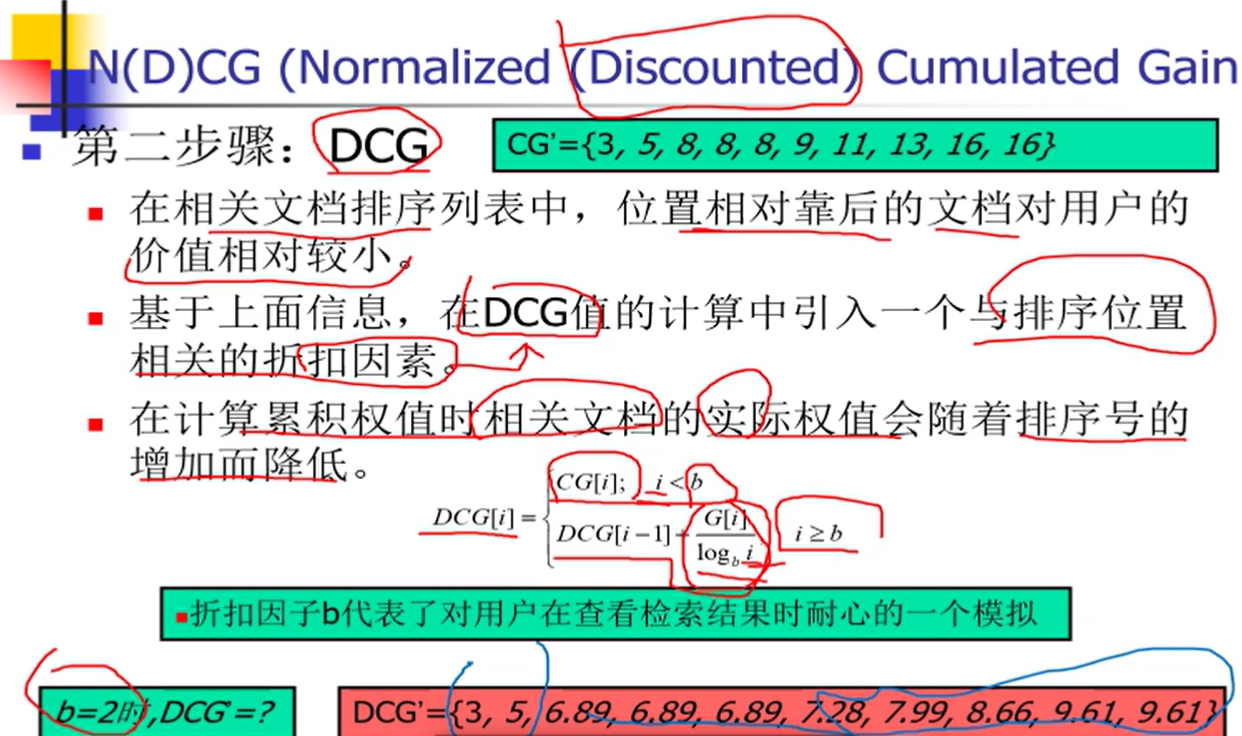 N(D)CG (Normalized (Discounted) Cumulated Gain
第二步骤：DCG
CG’={3, 5, 8, 8, 8, 9, 11, 13, 16, 16}
在相关文档排序列表中，位置相对靠后的文档对用户的
价值相对较小。
基于上面信息，在DCG值的计算中引入一个与排序位置
相关的折扣因素。
在计算累积权值时相关文档的实际权值会随着排序号的
增加而降低。
CG[i]; i < b
DCG[i] = {
DCG[i−1]+ G[i] / log_b i i ≥ b
折扣因子b代表了对用户在查看检索结果时耐心的一个模拟
b=2时,DCG’=?
DCG’={3, 5, 6.89, 6.89, 6.89, 7.28, 7.99, 8.66, 9.61, 9.61}